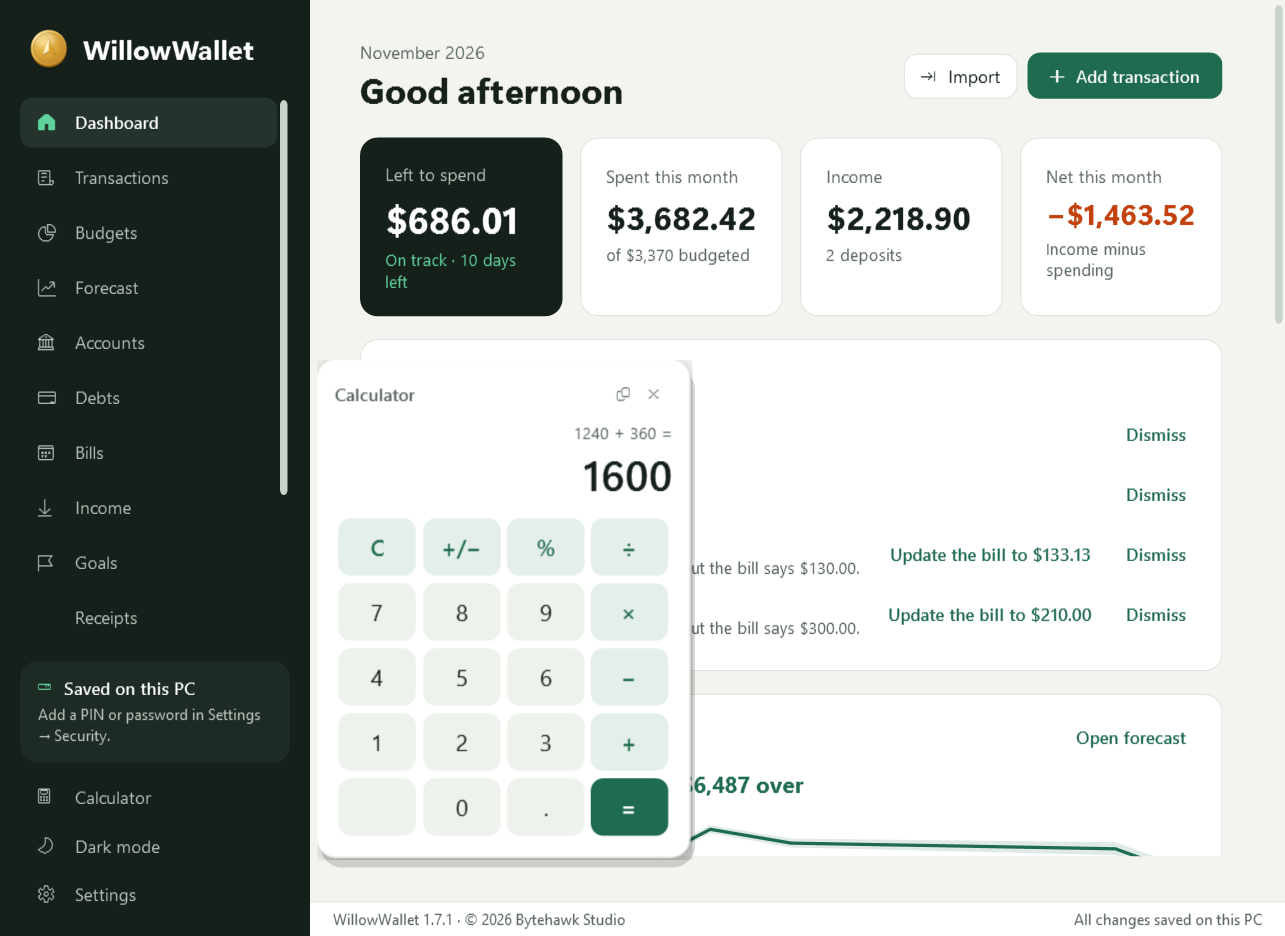 WillowWallet
Dashboard
Transactions
Budgets
Forecast
Accounts
Debts
Bills
Income
Goals
Receipts
Saved on this PC
Add a PIN or password in Settings
→ Security.
Calculator
Dark mode
Settings
November 2026
Good afternoon
Import
+ Add transaction
Left to spend
$686.01
On track · 10 days
left
Spent this month
$3,682.42
of $3,370 budgeted
Income
$2,218.90
2 deposits
Net this month
−$1,463.52
Income minus
spending
Calculator
1240 + 360 =
1600
C +/− % ÷
7 8 9 ×
4 5 6 −
1 2 3 +
0 . =
Dismiss
Dismiss
the bill says $130.00. Update the bill to $133.13 Dismiss
the bill says $300.00. Update the bill to $210.00 Dismiss
Open forecast
6,487 over
WillowWallet 1.7.1 · © 2026 Bytehawk Studio
All changes saved on this PC